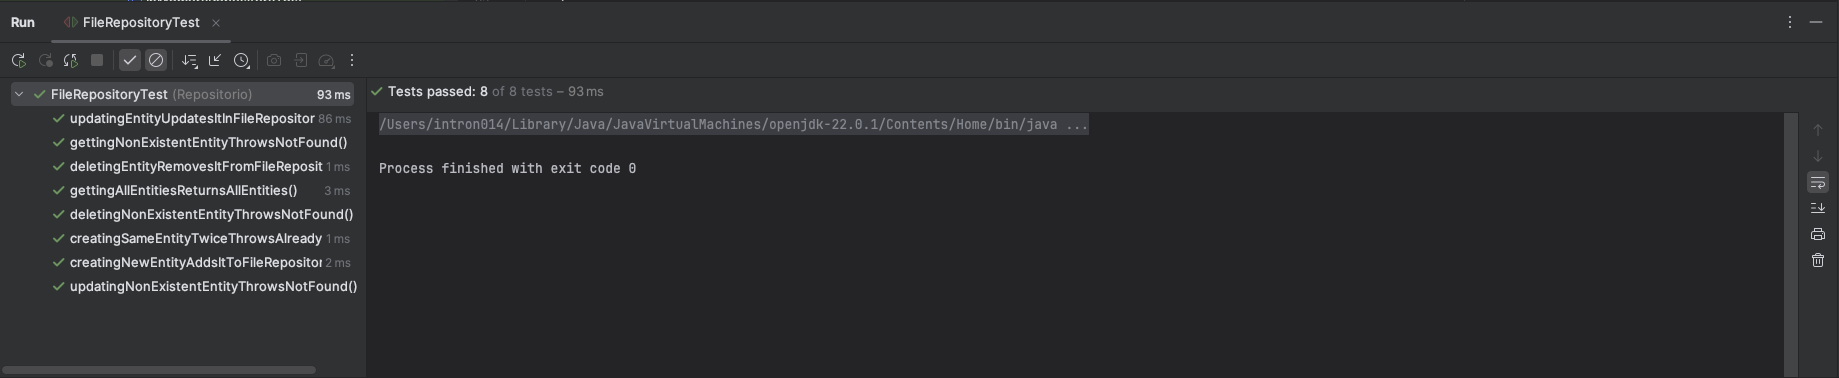 Run FileRepositoryTest
FileRepositoryTest (Repositorio) 93 ms
updatingEntityUpdatesItInFileRepositor 86 ms
gettingNonExistentEntityThrowsNotFound()
deletingEntityRemovesItFromFileReposit 1 ms
gettingAllEntitiesReturnsAllEntities() 3 ms
deletingNonExistentEntityThrowsNotFound()
creatingSameEntityTwiceThrowsAlready 1 ms
creatingNewEntityAddsItToFileRepositor 2 ms
updatingNonExistentEntityThrowsNotFound()
Tests passed: 8 of 8 tests – 93 ms
/Users/intron014/Library/Java/JavaVirtualMachines/openjdk-22.0.1/Contents/Home/bin/java ...
Process finished with exit code 0